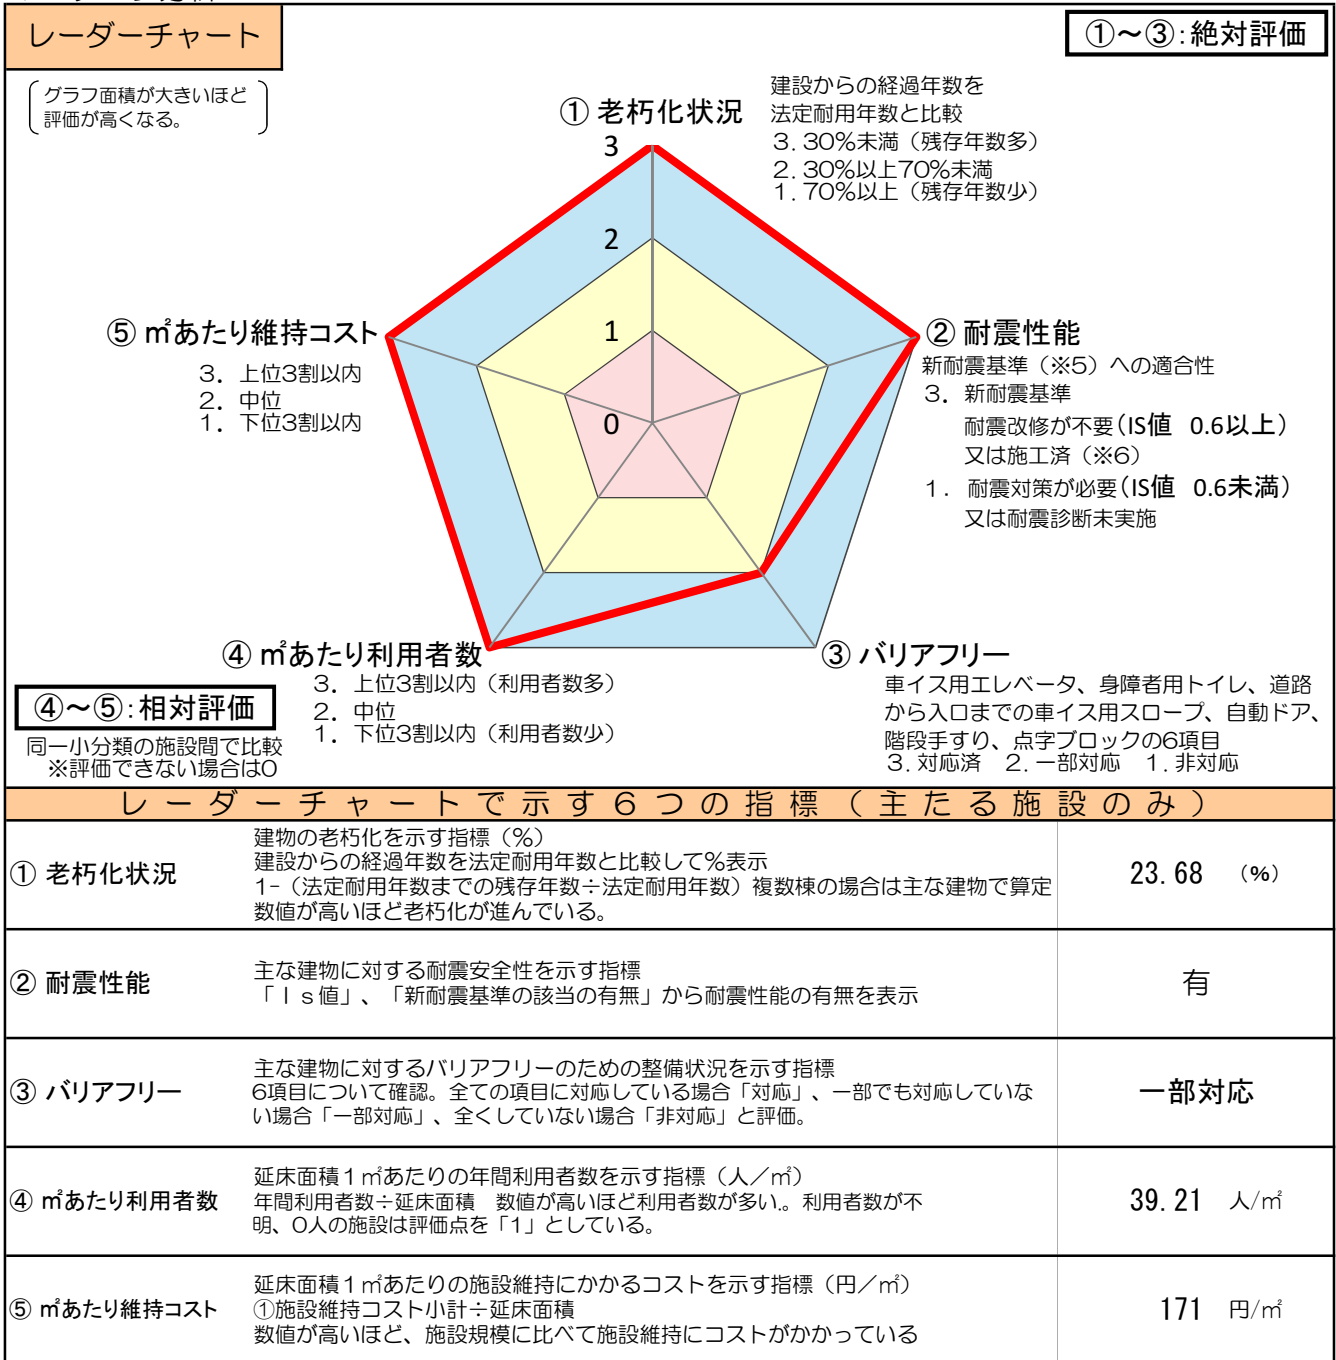 レーダーチャート
①～③:絶対評価
グラフ面積が大きいほど
評価が高くなる。
① 老朽化状況
建設からの経過年数を
法定耐用年数と比較
3. 30%未満（残存年数多）
2. 30%以上70%未満
1. 70%以上（残存年数少）
3
2
1
0
⑤ ㎡あたり維持コスト
3. 上位3割以内
2. 中位
1. 下位3割以内
② 耐震性能
新耐震基準（※5）への適合性
3. 新耐震基準
耐震改修が不要(IS値 0.6以上)
又は施工済（※6）
1. 耐震対策が必要(IS値 0.6未満)
又は耐震診断未実施
④ ㎡あたり利用者数
3. 上位3割以内（利用者数多）
2. 中位
1. 下位3割以内（利用者数少）
③ バリアフリー
車イス用エレベータ、身障者用トイレ、道路
から入口までの車イス用スロープ、自動ドア、
階段手すり、点字ブロックの6項目
3. 対応済 2. 一部対応 1. 非対応
④～⑤:相対評価
同一小分類の施設間で比較
※評価できない場合は0
レーダーチャートで示す６つの指標（主たる施設のみ）
① 老朽化状況
建物の老朽化を示す指標（%）
建設からの経過年数を法定耐用年数と比較して%表示
1-（法定耐用年数までの残存年数÷法定耐用年数）複数棟の場合は主な建物で算定
数値が高いほど老朽化が進んでいる。
23.68 （%）
② 耐震性能
主な建物に対する耐震安全性を示す指標
「Ｉｓ値」、「新耐震基準の該当の有無」から耐震性能の有無を表示
有
③ バリアフリー
主な建物に対するバリアフリーのための整備状況を示す指標
6項目について確認。全ての項目に対応している場合「対応」、一部でも対応していな
い場合「一部対応」、全くしていない場合「非対応」と評価。
一部対応
④ ㎡あたり利用者数
延床面積１㎡あたりの年間利用者数を示す指標（人／㎡）
年間利用者数÷延床面積 数値が高いほど利用者数が多い。利用者数が不
明、0人の施設は評価点を「1」としている。
39.21 人/㎡
⑤ ㎡あたり維持コスト
延床面積１㎡あたりの施設維持にかかるコストを示す指標（円／㎡）
①施設維持コスト小計÷延床面積
数値が高いほど、施設規模に比べて施設維持にコストがかかっている
171 円/㎡